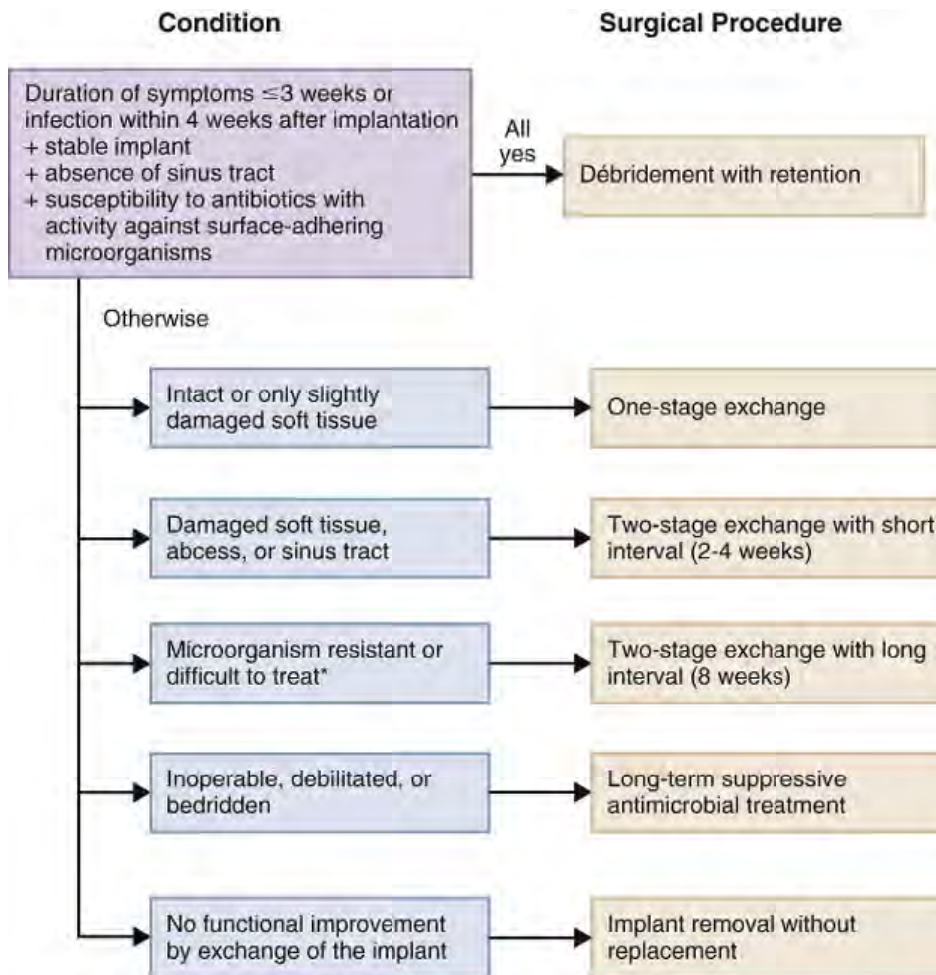 Condition
Surgical Procedure
Duration of symptoms ≤3 weeks or
infection within 4 weeks after implantation
+ stable implant
+ absence of sinus tract
+ susceptibility to antibiotics with
activity against surface-adhering
microorganisms
All
yes
Débridement with retention
Otherwise
Intact or only slightly
damaged soft tissue
One-stage exchange
Damaged soft tissue,
abcess, or sinus tract
Two-stage exchange with short
interval (2-4 weeks)
Microorganism resistant or
difficult to treat*
Two-stage exchange with long
interval (8 weeks)
Inoperable, debilitated, or
bedridden
Long-term suppressive
antimicrobial treatment
No functional improvement
by exchange of the implant
Implant removal without
replacement